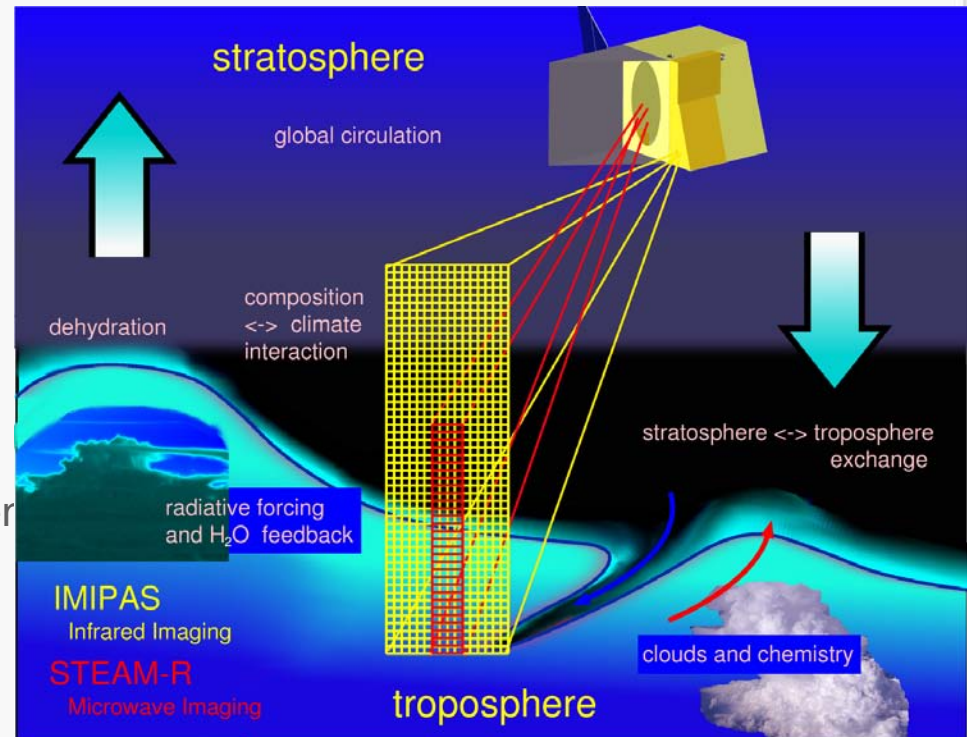 stratosphere
global circulation
composition
<-> climate
interaction
dehydration
stratosphere <-> troposphere
exchange
radiative forcing
and H₂O feedback
IMIPAS
Infrared Imaging
STEAM-R
Microwave Imaging
clouds and chemistry
troposphere